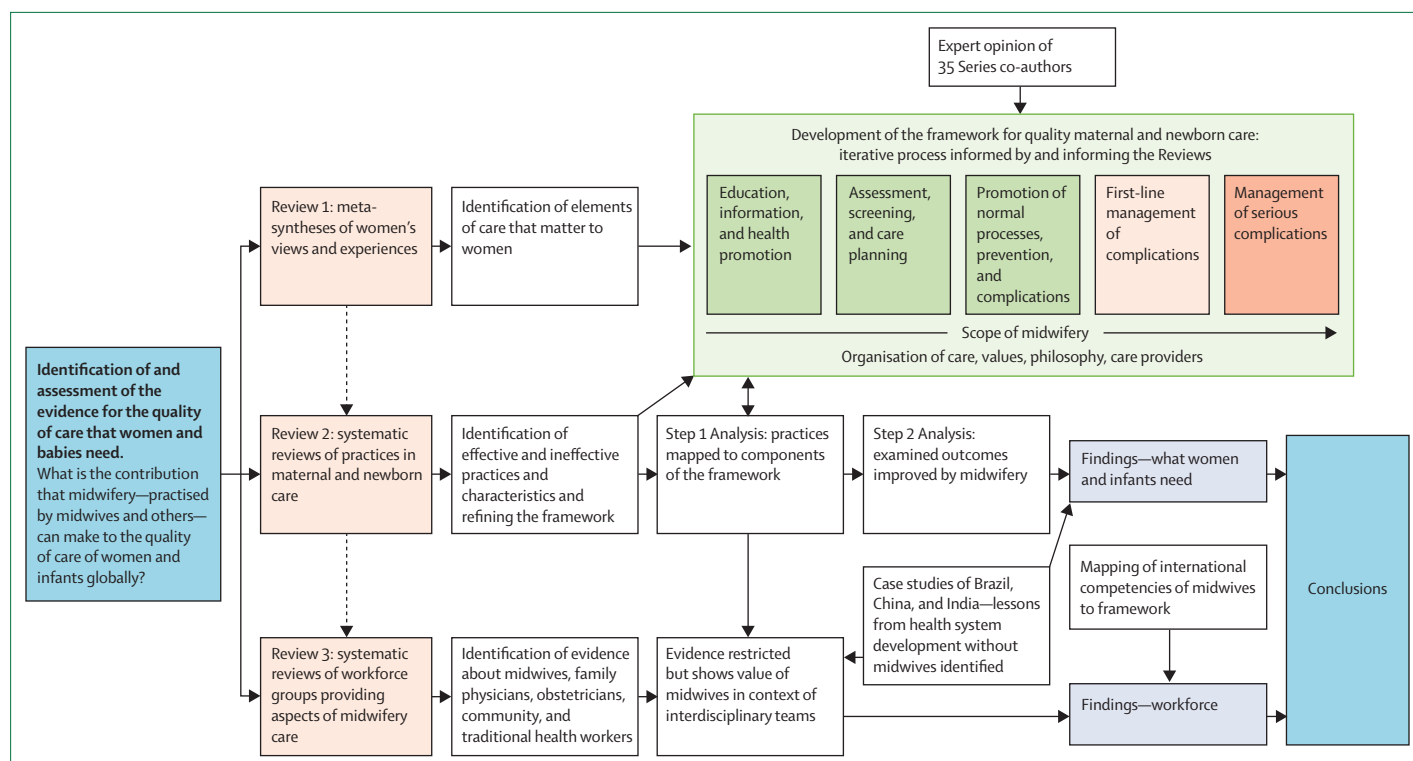 Expert opinion of
35 Series co-authors
Development of the framework for quality maternal and newborn care:
iterative process informed by and informing the Reviews
Education,
information,
and health
promotion
Assessment,
screening,
and care
planning
Promotion of
normal
processes,
prevention,
and
complications
First-line
management
of
complications
Management
of serious
complications
Scope of midwifery
Organisation of care, values, philosophy, care providers
Review 1: meta-
syntheses of women's
views and experiences
Identification of elements
of care that matter to
women
Identification of and
assessment of the
evidence for the quality
of care that women and
babies need.
What is the contribution
that midwifery—practised
by midwives and others—
can make to the quality
of care of women and
infants globally?
Review 2: systematic
reviews of practices in
maternal and newborn
care
Identification of
effective and ineffective
practices and
characteristics and
refining the framework
Step 1 Analysis: practices
mapped to components
of the framework
Step 2 Analysis:
examined outcomes
improved by midwifery
Findings—what women
and infants need
Case studies of Brazil,
China, and India—lessons
from health system
development without
midwives identified
Mapping of international
competencies of midwives
to framework
Conclusions
Review 3: systematic
reviews of workforce
groups providing
aspects of midwifery
care
Identification of evidence
about midwives, family
physicians, obstetricians,
community, and
traditional health workers
Evidence restricted
but shows value of
midwives in context of
interdisciplinary teams
Findings—workforce